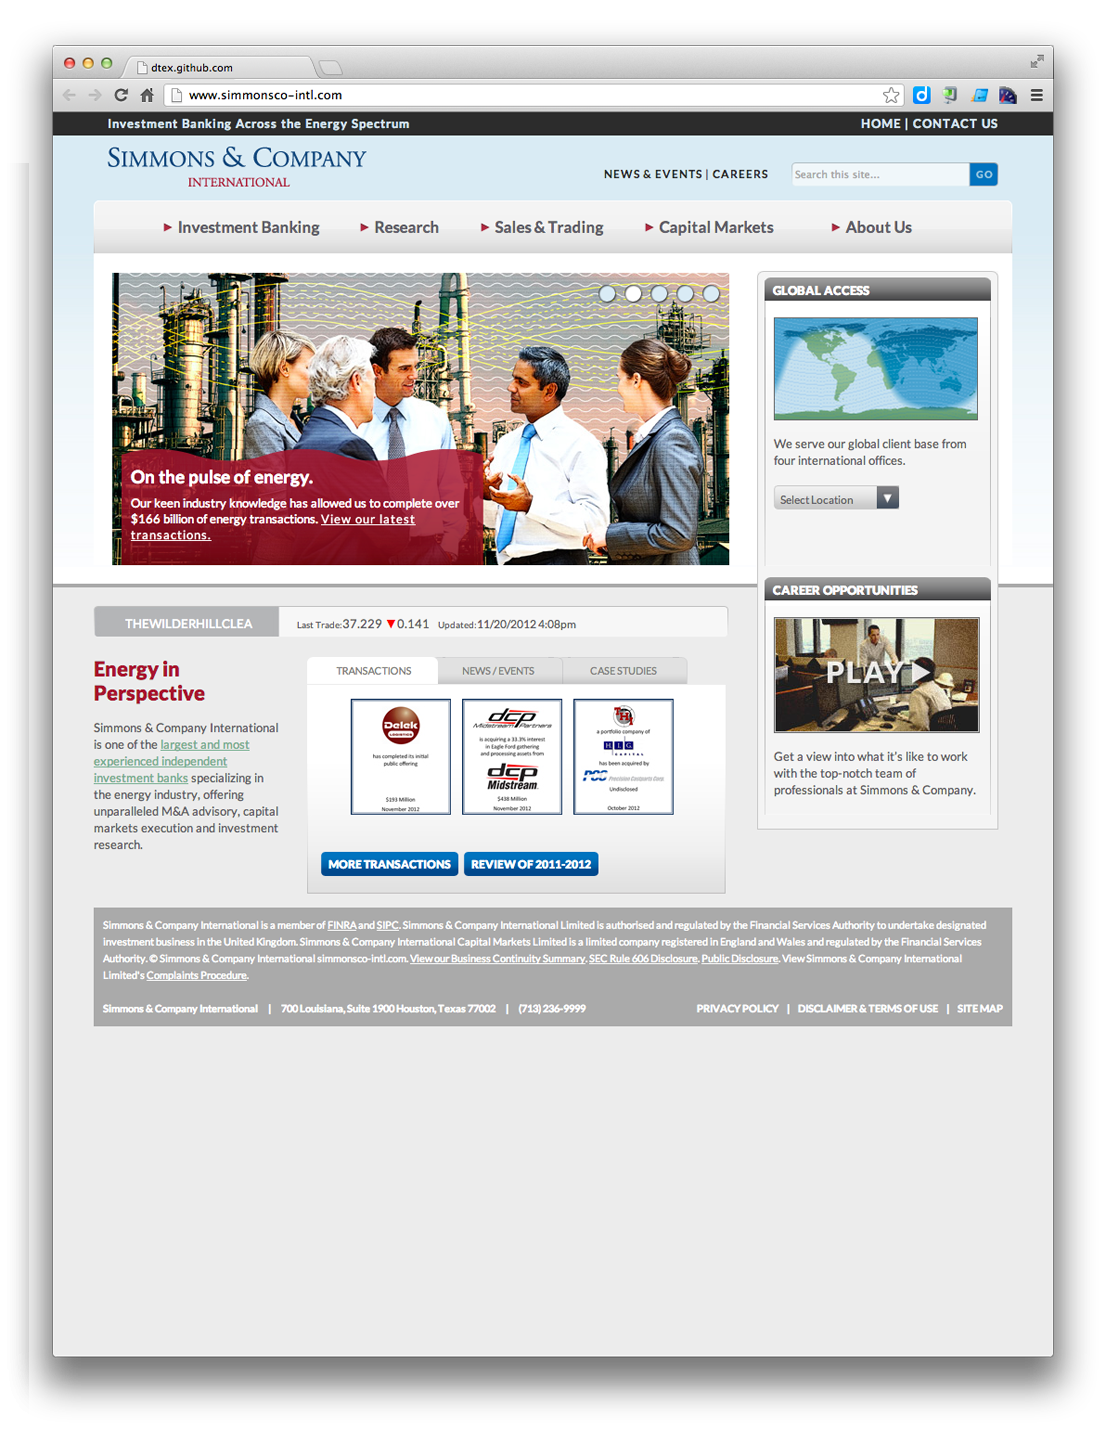 dtex.github.com
www.simmonsco-intl.com
Investment Banking Across the Energy Spectrum
HOME | CONTACT US
SIMMONS & COMPANY
INTERNATIONAL
NEWS & EVENTS | CAREERS
Search this site...
GO
Investment Banking
Research
Sales & Trading
Capital Markets
About Us
On the pulse of energy.
Our keen industry knowledge has allowed us to complete over
$166 billion of energy transactions. View our latest
transactions.
GLOBAL ACCESS
We serve our global client base from
four international offices.
Select Location
CAREER OPPORTUNITIES
PLAY
Get a view into what it's like to work
with the top-notch team of
professionals at Simmons & Company.
THEWILDERHILLCLEA
Last Trade:37.229 ▼0.141 Updated:11/20/2012 4:08pm
Energy in
Perspective
Simmons & Company International
is one of the largest and most
experienced independent
investment banks specializing in
the energy industry, offering
unparalleled M&A advisory, capital
markets execution and investment
research.
TRANSACTIONS
NEWS / EVENTS
CASE STUDIES
Delek
LOGISTICS
has completed its initial
public offering
$193 Million
November 2012
dcp
Midstream Partners
is acquiring a 33.3% interest
in Eagle Ford gathering
and processing assets from
dcp
Midstream.
$438 Million
November 2012
a portfolio company of
H L G
CAPITAL
has been acquired by
PCC Precision Castparts Corp.
Undisclosed
October 2012
MORE TRANSACTIONS
REVIEW OF 2011-2012
Simmons & Company International is a member of FINRA and SIPC. Simmons & Company International Limited is authorised and regulated by the Financial Services Authority to undertake designated
investment business in the United Kingdom. Simmons & Company International Capital Markets Limited is a limited company registered in England and Wales and regulated by the Financial Services
Authority. © Simmons & Company International simmonsco-intl.com. View our Business Continuity Summary. SEC Rule 606 Disclosure. Public Disclosure. View Simmons & Company International
Limited's Complaints Procedure.
Simmons & Company International | 700 Louisiana, Suite 1900 Houston, Texas 77002 | (713) 236-9999
PRIVACY POLICY | DISCLAIMER & TERMS OF USE | SITE MAP